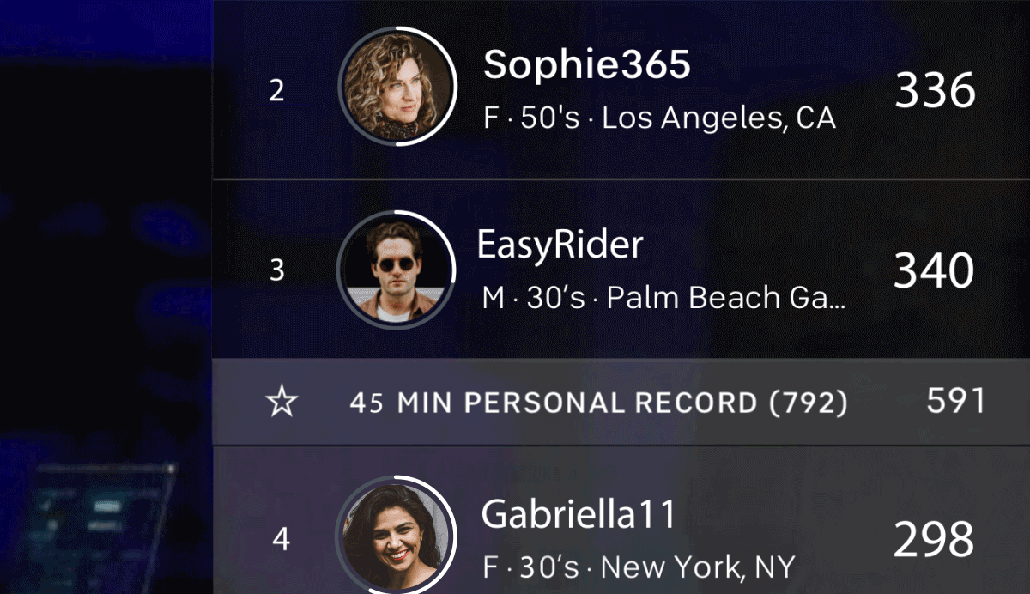 2
Sophie365
F · 50's · Los Angeles, CA
336
3
EasyRider
M · 30's · Palm Beach Ga...
340
☆ 45 MIN PERSONAL RECORD (792) 591
4
Gabriella11
F · 30's · New York, NY
298